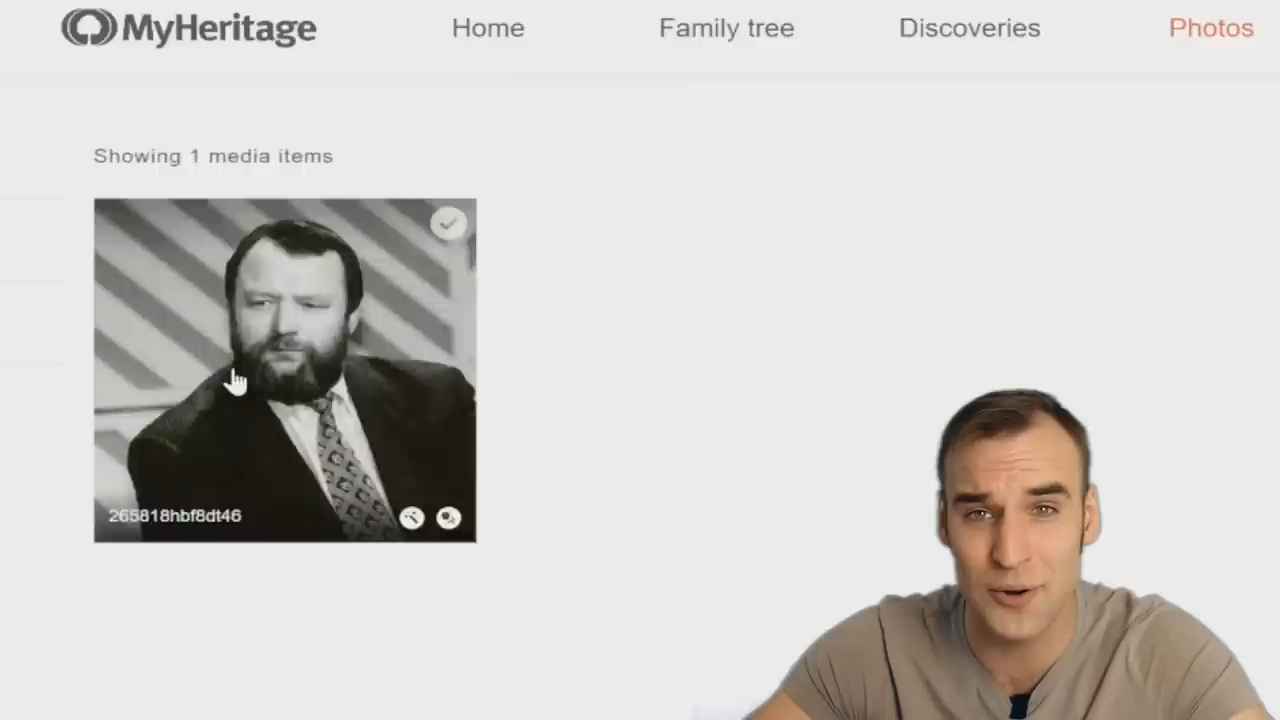 MyHeritage
Home
Family tree
Discoveries
Photos
Showing 1 media items
265818hbf8dt46